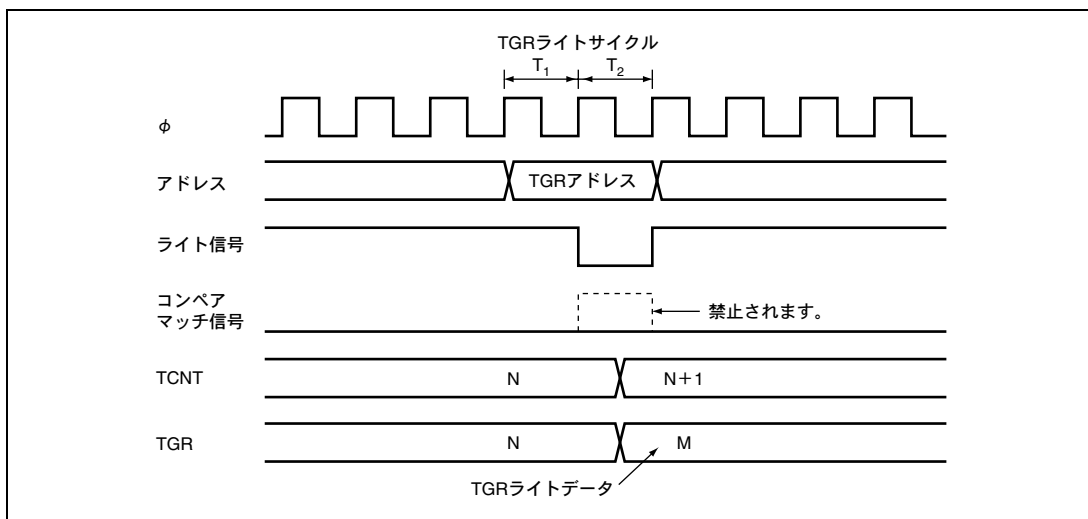 TGRライトサイクル
T1 T2
φ
アドレス
TGRアドレス
ライト信号
コンペア
マッチ信号
禁止されます。
TCNT
N
N+1
TGR
N
M
TGRライトデータ